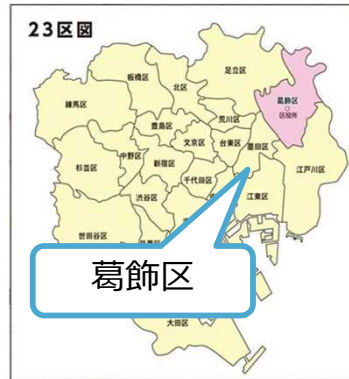 23区図
足立区
板橋区
北区
葛飾区
区役所
練馬区
荒川区
豊島区
文京区
台東区
墨田区
中野区
新宿区
杉並区
千代田区
江戸川区
渋谷区
江東区
世田谷区
葛飾区
大田区